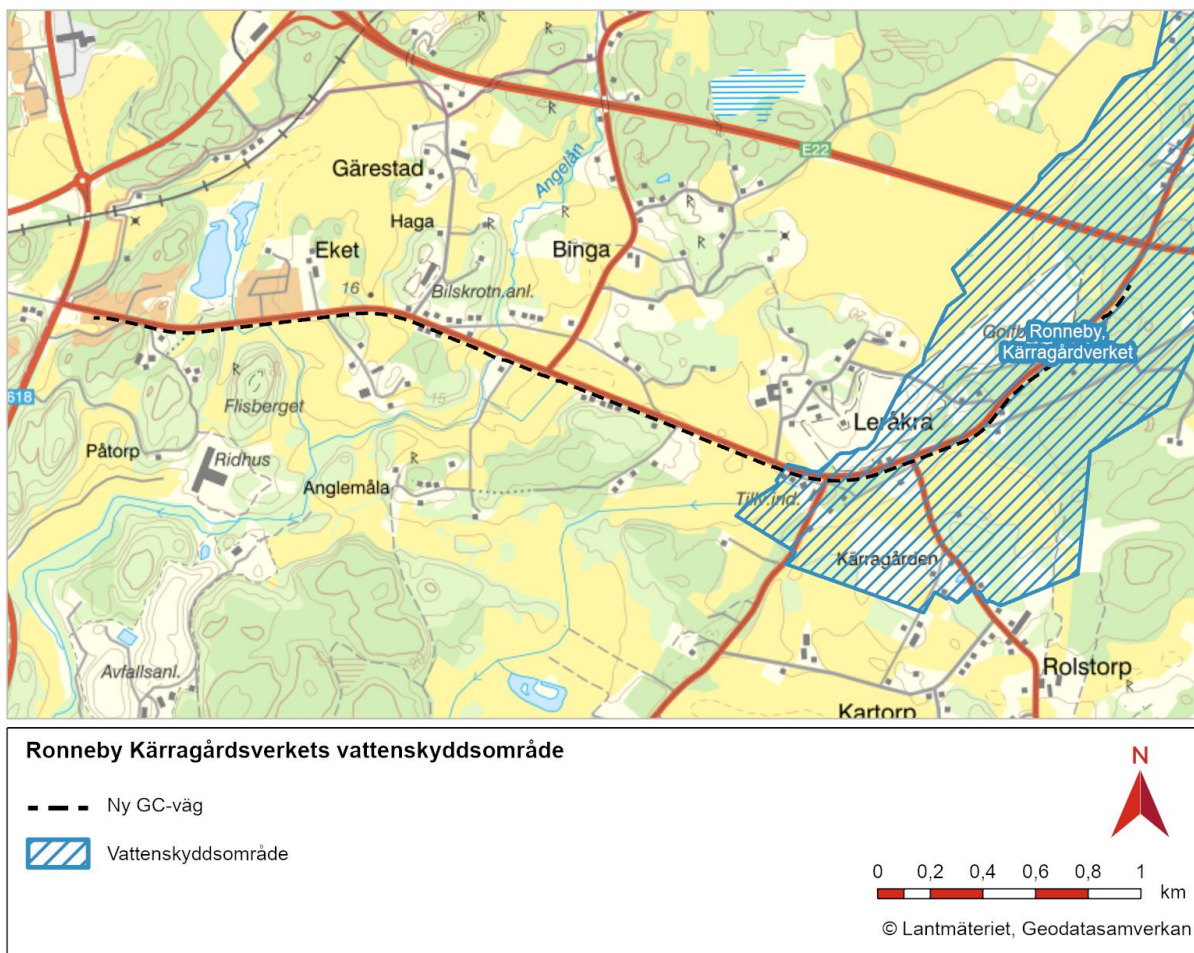 E22
Gärestad
Angelån
Haga
Eket
Binga
16
Bilskrotn.anl.
Ronneby,
Kärragårdverket
618
Flisberget
15
Leråkra
Påtorp
Ridhus
Anglemåla
Tillv.ind.
Kärragården
Avfallsanl.
Rolstorp
Kartorp
Ronneby Kärragårdsverkets vattenskyddsområde
Ny GC-väg
Vattenskyddsområde
N
0 0,2 0,4 0,6 0,8 1
km
© Lantmäteriet, Geodatasamverkan